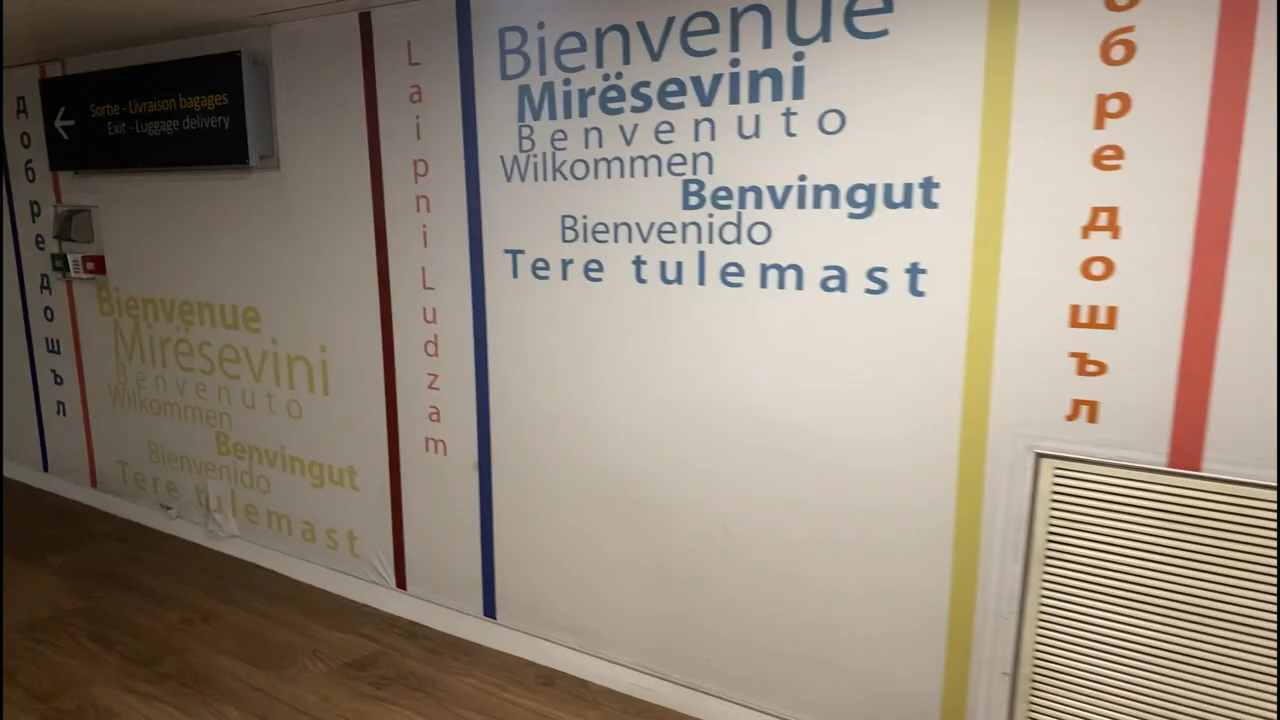 добре дошъл
Sortie - Livraison bagages
Exit - Luggage delivery
Bienvenue
Mirësevini
Benvenuto
Wilkommen
Benvingut
Bienvenido
Tere tulemast
Laipni Ludzam
Bienvenue
Mirësevini
Benvenuto
Wilkommen
Benvingut
Bienvenido
Tere tulemast
обре дошъл